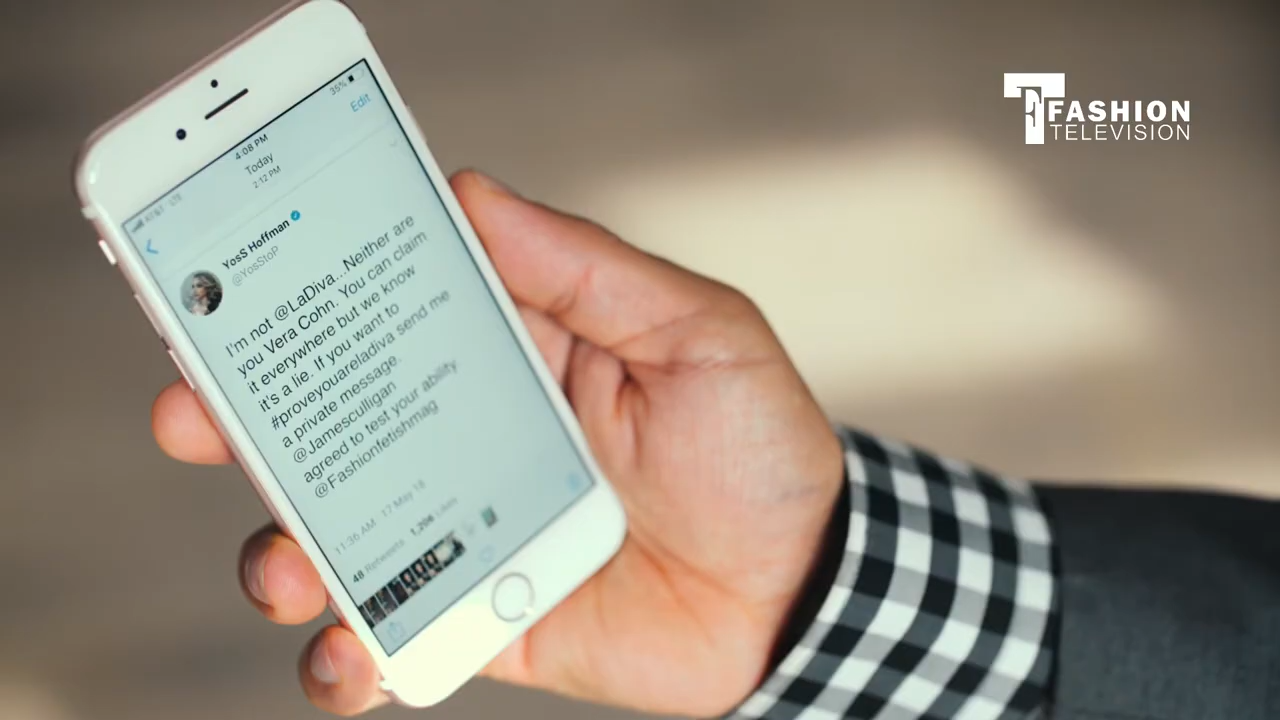 FASHION
TELEVISION
35%
AT&T LTE
4:08 PM
Edit
Today
2:12 PM
YosS Hoffman
@YosStoP
I'm not @LaDiva...Neither are
you Vera Cohn. You can claim
it everywhere but we know
it's a lie. If you want to
#proveyouareladiva send me
a private message.
@Jamesculligan
agreed to test your ability
@Fashionfetishmag
11:36 AM 17 May 18
48 Retweets 1,206 Likes